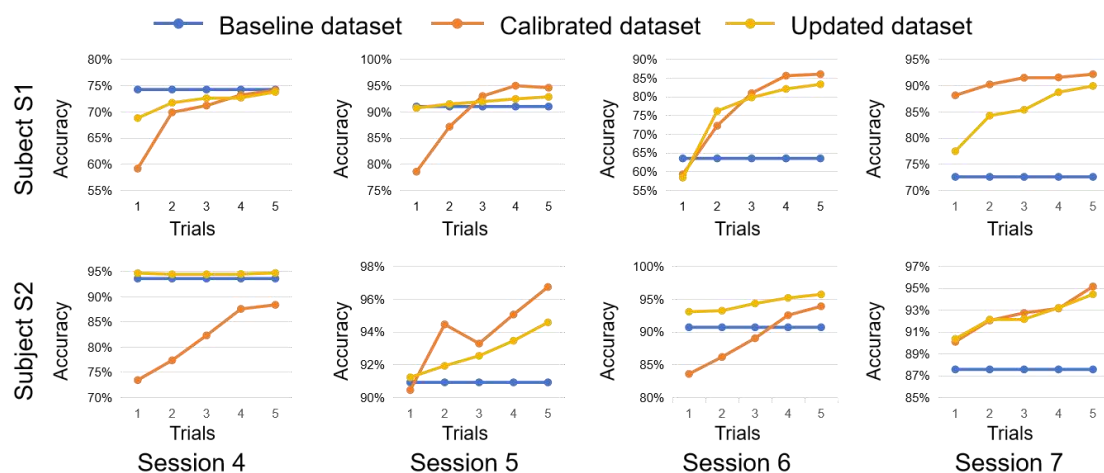 Baseline dataset Calibrated dataset Updated dataset
Subect S1
Accuracy
80%
75%
70%
65%
60%
55%
1 2 3 4 5
Trials
Accuracy
100%
95%
90%
85%
80%
75%
1 2 3 4 5
Trials
Accuracy
90%
85%
80%
75%
70%
65%
60%
55%
1 2 3 4 5
Trials
Accuracy
95%
90%
85%
80%
75%
70%
1 2 3 4 5
Trials
Subject S2
Accuracy
95%
90%
85%
80%
75%
70%
1 2 3 4 5
Trials
Session 4
Accuracy
98%
96%
94%
92%
90%
1 2 3 4 5
Trials
Session 5
Accuracy
100%
95%
90%
85%
80%
1 2 3 4 5
Trials
Session 6
Accuracy
97%
95%
93%
91%
89%
87%
85%
1 2 3 4 5
Trials
Session 7